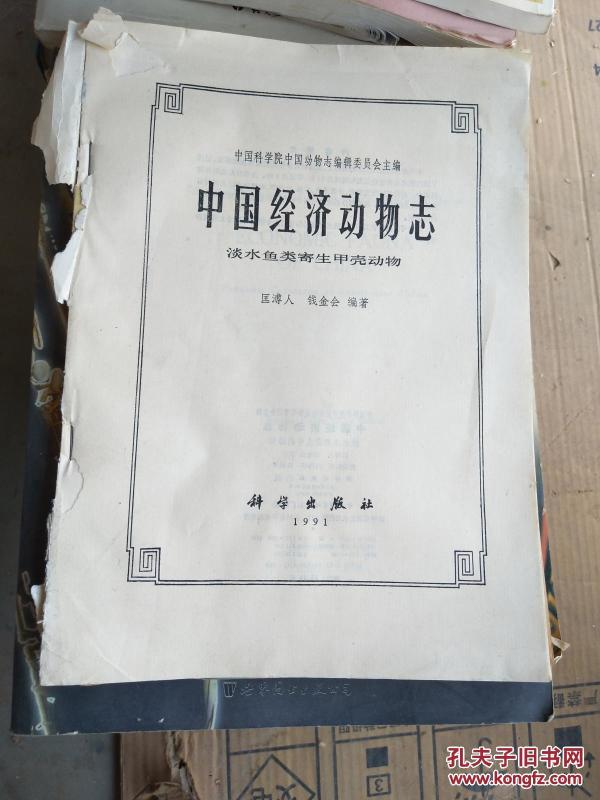 中国科学院中国动物志编辑委员会主编
中国经济动物志
淡水鱼类寄生甲壳动物
匡溥人 钱金会 编著
科学出版社
1991
孔夫子旧书网
www.kongfz.com